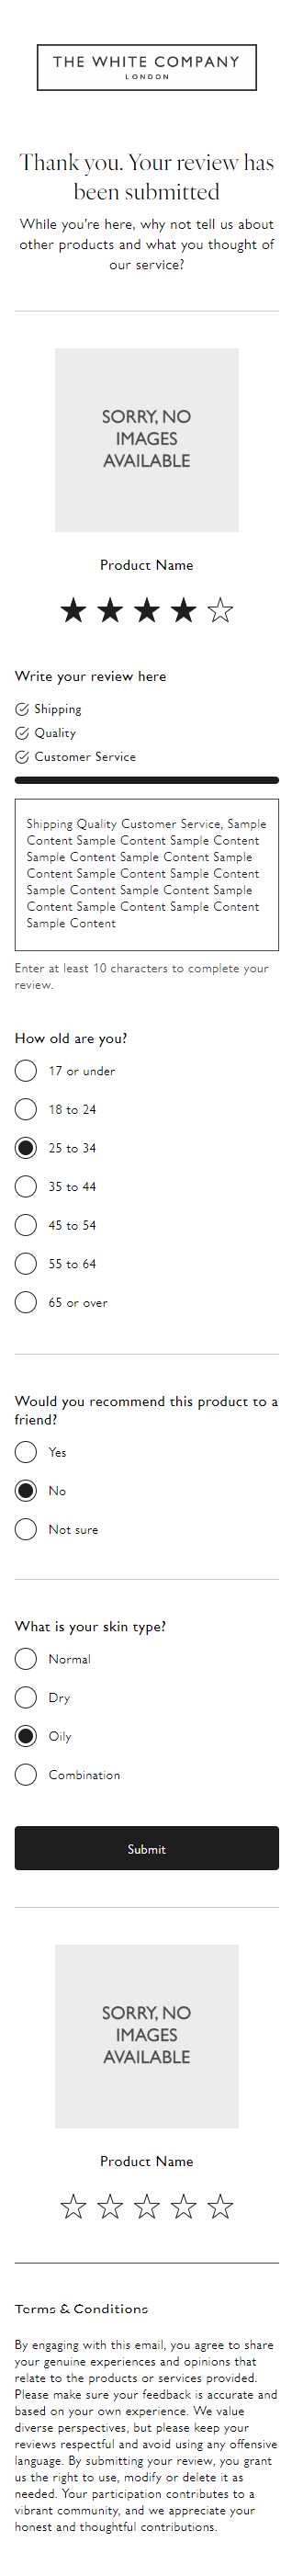 THE WHITE COMPANY
LONDON
Thank you. Your review has
been submitted
While you're here, why not tell us about
other products and what you thought of
our service?
SORRY, NO
IMAGES
AVAILABLE
Product Name
Write your review here
Shipping
Quality
Customer Service
Shipping Quality Customer Service, Sample
Content Sample Content Sample Content
Sample Content Sample Content Sample
Content Sample Content Sample Content
Sample Content Sample Content Sample
Content Sample Content Sample Content
Sample Content
Enter at least 10 characters to complete your
review.
How old are you?
17 or under
18 to 24
25 to 34
35 to 44
45 to 54
55 to 64
65 or over
Would you recommend this product to a
friend?
Yes
No
Not sure
What is your skin type?
Normal
Dry
Oily
Combination
Submit
SORRY, NO
IMAGES
AVAILABLE
Product Name
Terms & Conditions
By engaging with this email, you agree to share
your genuine experiences and opinions that
relate to the products or services provided.
Please make sure your feedback is accurate and
based on your own experience. We value
diverse perspectives, but please keep your
reviews respectful and avoid using any offensive
language. By submitting your review, you grant
us the right to use, modify or delete it as
needed. Your participation contributes to a
vibrant community, and we appreciate your
honest and thoughtful contributions.